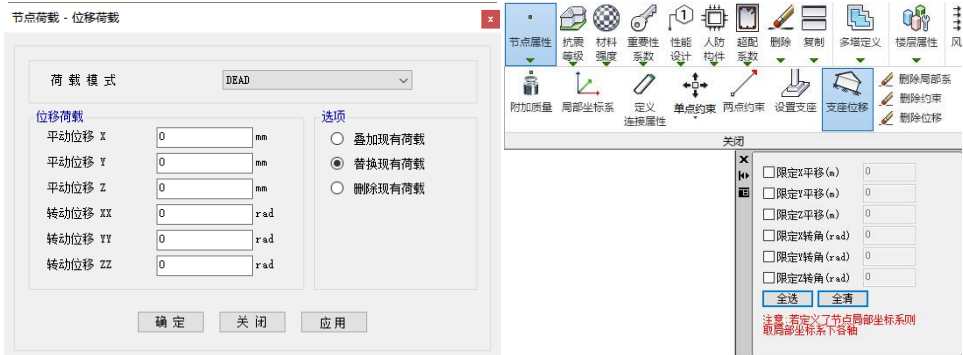 节点荷载 - 位移荷载
x
荷 载 模 式
DEAD
位移荷载
平动位移 X
0
mm
平动位移 Y
0
mm
平动位移 Z
0
mm
转动位移 XX
0
rad
转动位移 YY
0
rad
转动位移 ZZ
0
rad
选项
叠加现有荷载
替换现有荷载
删除现有荷载
确 定
关 闭
应 用
节点属性
抗震
等级
材料
强度
重要性
系数
性能
设计
人防
构件
超配
系数
删除
复制
多塔定义
楼层属性
风
附加质量
局部坐标系
定义
连接属性
单点约束
两点约束
设置支座
支座位移
删除局部系
删除约束
删除位移
关闭
限定X平移(m)
0
限定Y平移(m)
0
限定Z平移(m)
0
限定X转角(rad)
0
限定Y转角(rad)
0
限定Z转角(rad)
0
全选
全清
注意:若定义了节点局部坐标系则
取局部坐标系下各轴